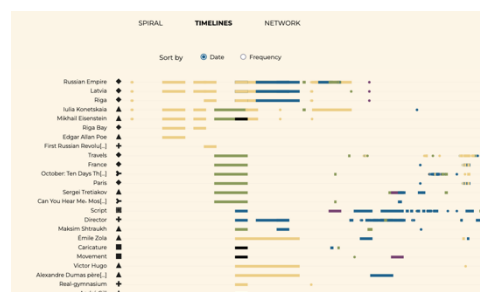 SPIRAL TIMELINES NETWORK
Sort by Date Frequency
Russian Empire
Latvia
Riga
Iulia Konetskaia
Mikhail Eisenstein
Riga Bay
Edgar Allan Poe
First Russian Revolu[...]
Travels
France
October: Ten Days Th[...]
Paris
Sergei Tretiakov
Can You Hear Me, Mos[...]
Script
Director
Maksim Shtraukh
Émile Zola
Caricature
Movement
Victor Hugo
Alexandre Dumas père[...]
Real-gymnasium